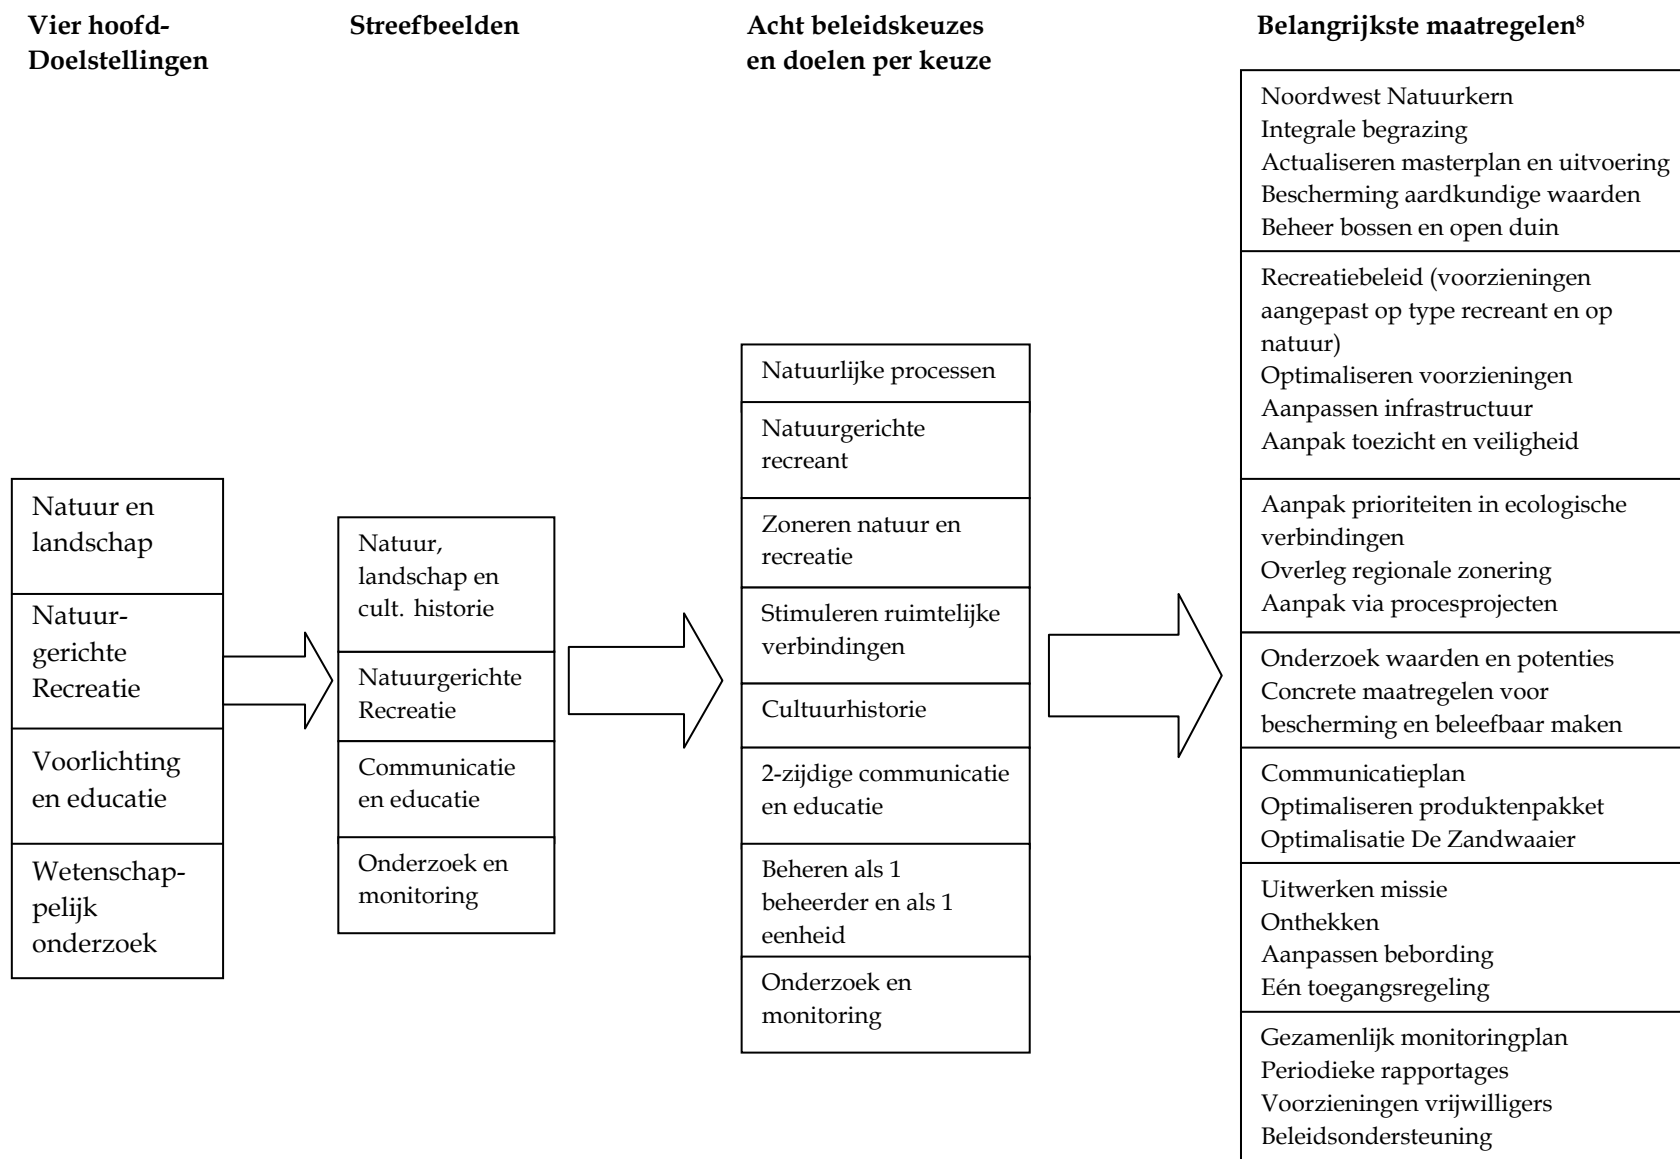 Vier hoofd-
Doelstellingen
Streefbeelden
Acht beleidskeuzes
en doelen per keuze
Belangrijkste maatregelen⁸
Natuur en
landschap
Natuur-
gerichte
Recreatie
Voorlichting
en educatie
Wetenschap-
pelijk
onderzoek
Natuur,
landschap en
cult. historie
Natuurgerichte
Recreatie
Communicatie
en educatie
Onderzoek en
monitoring
Natuurlijke processen
Natuurgerichte
recreant
Zoneren natuur en
recreatie
Stimuleren ruimtelijke
verbindingen
Cultuurhistorie
2-zijdige communicatie
en educatie
Beheren als 1
beheerder en als 1
eenheid
Onderzoek en
monitoring
Noordwest Natuurkern
Integrale begrazing
Actualiseren masterplan en uitvoering
Bescherming aardkundige waarden
Beheer bossen en open duin
Recreatiebeleid (voorzieningen
aangepast op type recreant en op
natuur)
Optimaliseren voorzieningen
Aanpassen infrastructuur
Aanpak toezicht en veiligheid
Aanpak prioriteiten in ecologische
verbindingen
Overleg regionale zonering
Aanpak via procesprojecten
Onderzoek waarden en potenties
Concrete maatregelen voor
bescherming en beleefbaar maken
Communicatieplan
Optimaliseren produktenpakket
Optimalisatie De Zandwaaier
Uitwerken missie
Onthekken
Aanpassen bebording
Eén toegangsregeling
Gezamenlijk monitoringplan
Periodieke rapportages
Voorzieningen vrijwilligers
Beleidsondersteuning